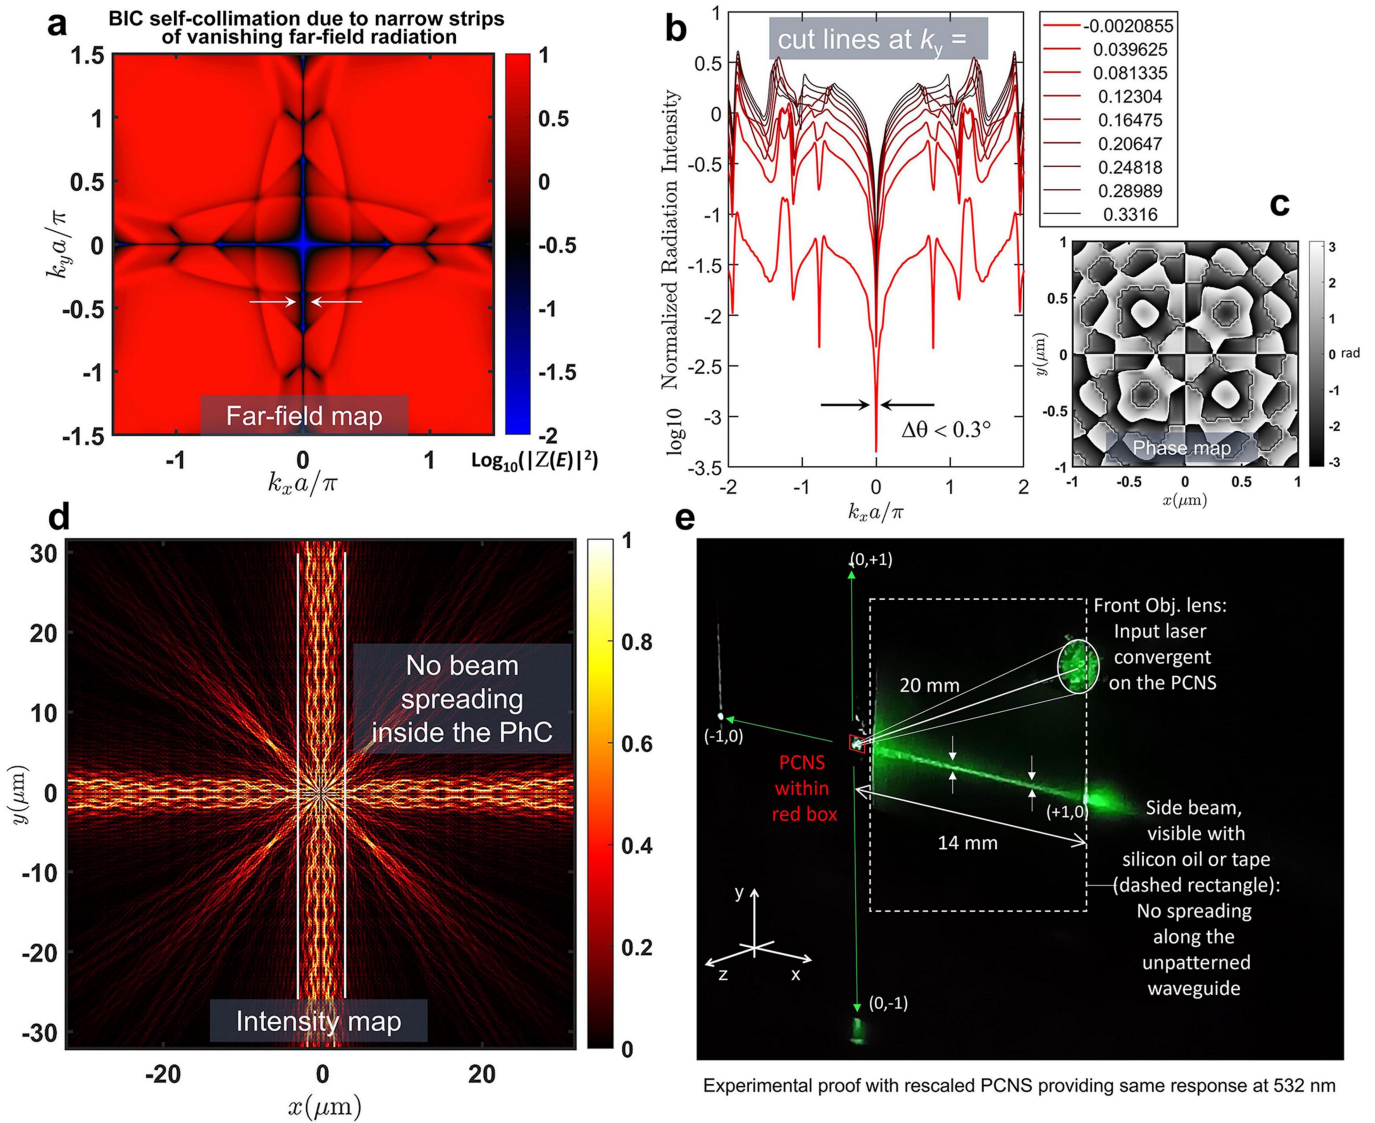 a
BIC self-collimation due to narrow strips
of vanishing far-field radiation
1.5
1
0.5
0
-0.5
-1
-1.5
k_y a/π
-1
0
1
k_x a/π
Far-field map
1
0.5
0
-0.5
-1
-1.5
-2
Log₁₀(|Z(E)|²)
b
cut lines at k_y =
log10 Normalized Radiation Intensity
1
0.5
0
-0.5
-1
-1.5
-2
-2.5
-3
-3.5
-2
-1
0
1
2
k_x a/π
Δθ < 0.3°
-0.0020855
0.039625
0.081335
0.12304
0.16475
0.20647
0.24818
0.28989
0.3316
c
1
0.5
0
-0.5
-1
y(μm)
Phase map
-1
-0.5
0
0.5
1
x(μm)
3
2
1
0 rad
-1
-2
-3
d
30
20
10
0
-10
-20
-30
y(μm)
No beam
spreading
inside the PhC
Intensity map
-20
0
20
x(μm)
1
0.8
0.6
0.4
0.2
0
e
(0,+1)
Front Obj. lens:
Input laser
convergent
on the PCNS
20 mm
(-1,0)
PCNS
within
red box
(+1,0)
14 mm
Side beam,
visible with
silicon oil or tape
(dashed rectangle):
No spreading
along the
unpatterned
waveguide
y
z
x
(0,-1)
Experimental proof with rescaled PCNS providing same response at 532 nm